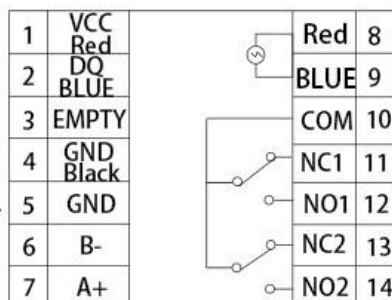 1 VCC Red
2 DQ BLUE
3 EMPTY
4 GND Black
5 GND
6 B-
7 A+
Red 8
BLUE 9
COM 10
NC1 11
NO1 12
NC2 13
NO2 14